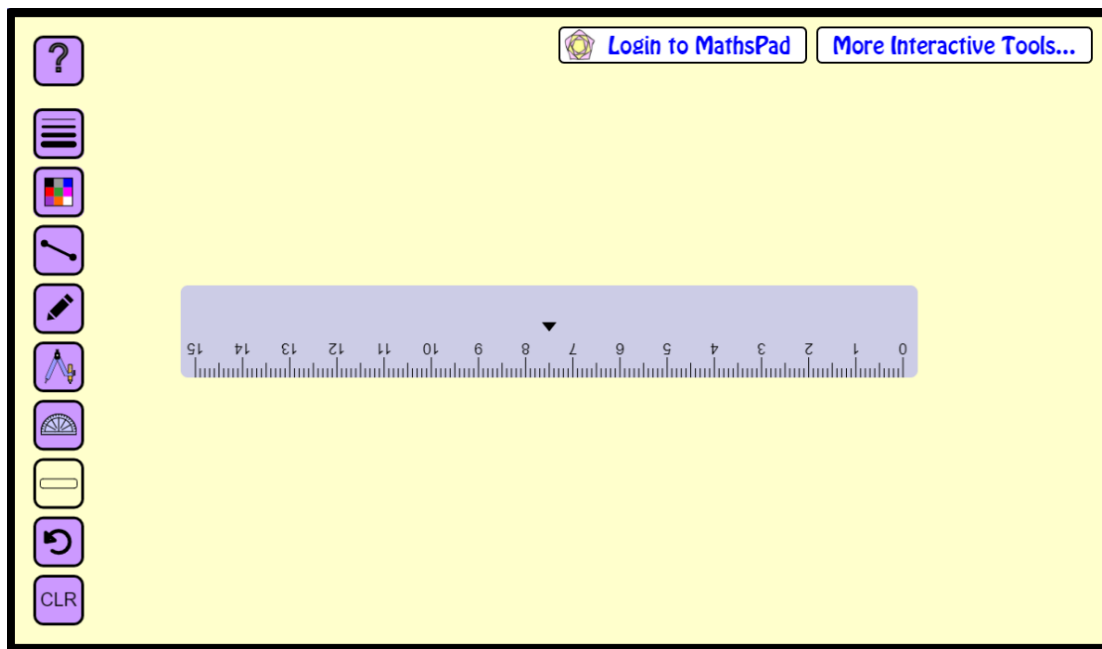 ?
Login to MathsPad
More Interactive Tools...
0 1 2 3 4 5 6 7 8 9 10 11 12 13 14 15
CLR